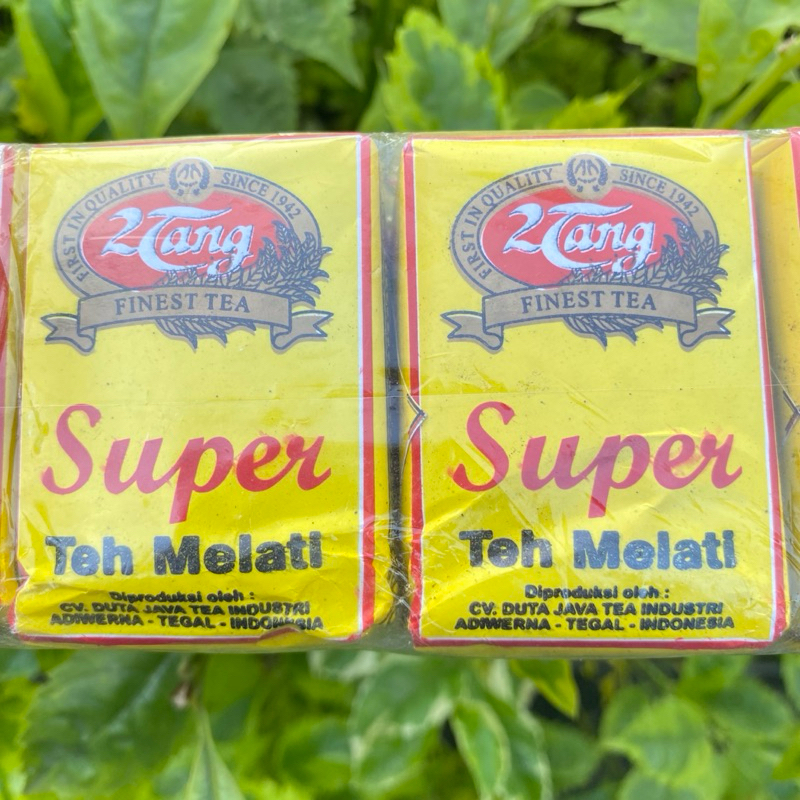 FIRST IN QUALITY SINCE 1942
2Tang
FINEST TEA
Super
Teh Melati
Diproduksi oleh :
CV. DUTA JAVA TEA INDUSTRI
ADIWERNA - TEGAL - INDONESIA
FIRST IN QUALITY SINCE 1942
2Tang
FINEST TEA
Super
Teh Melati
Diproduksi oleh :
CV. DUTA JAVA TEA INDUSTRI
ADIWERNA - TEGAL - INDONESIA